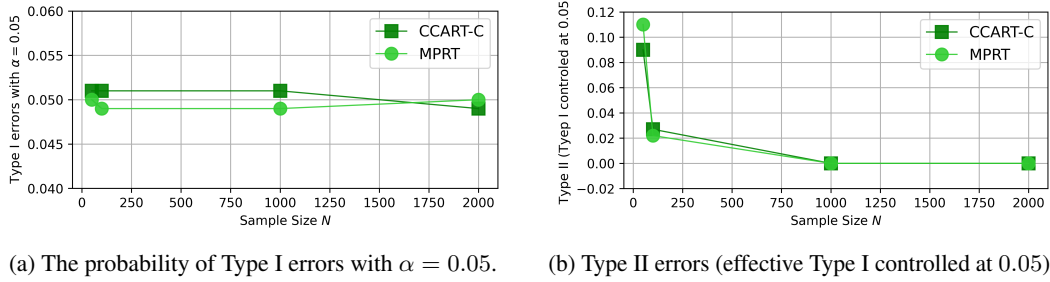 0.060
0.055
0.050
0.045
0.040
Type I errors with α = 0.05
0 250 500 750 1000 1250 1500 1750 2000
Sample Size N
CCART-C
MPRT
0.12
0.10
0.08
0.06
0.04
0.02
0.00
−0.02
Type II (Tyep I controled at 0.05)
0 250 500 750 1000 1250 1500 1750 2000
Sample Size N
CCART-C
MPRT
(a) The probability of Type I errors with α = 0.05.
(b) Type II errors (effective Type I controlled at 0.05)